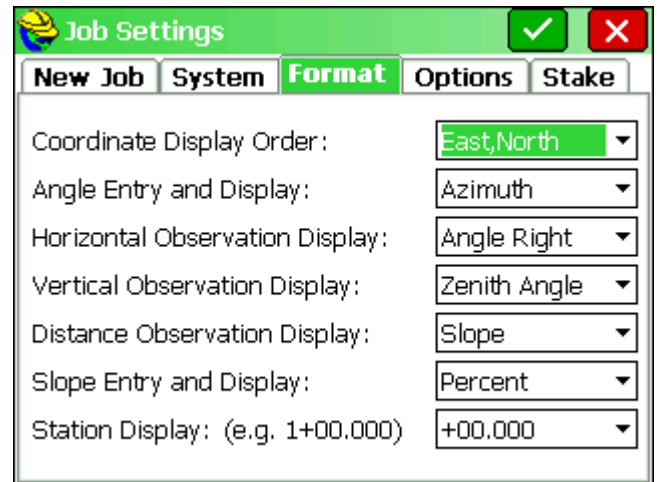 Job Settings
New Job System Format Options Stake
Coordinate Display Order: East,North
Angle Entry and Display: Azimuth
Horizontal Observation Display: Angle Right
Vertical Observation Display: Zenith Angle
Distance Observation Display: Slope
Slope Entry and Display: Percent
Station Display: (e.g. 1+00.000) +00.000